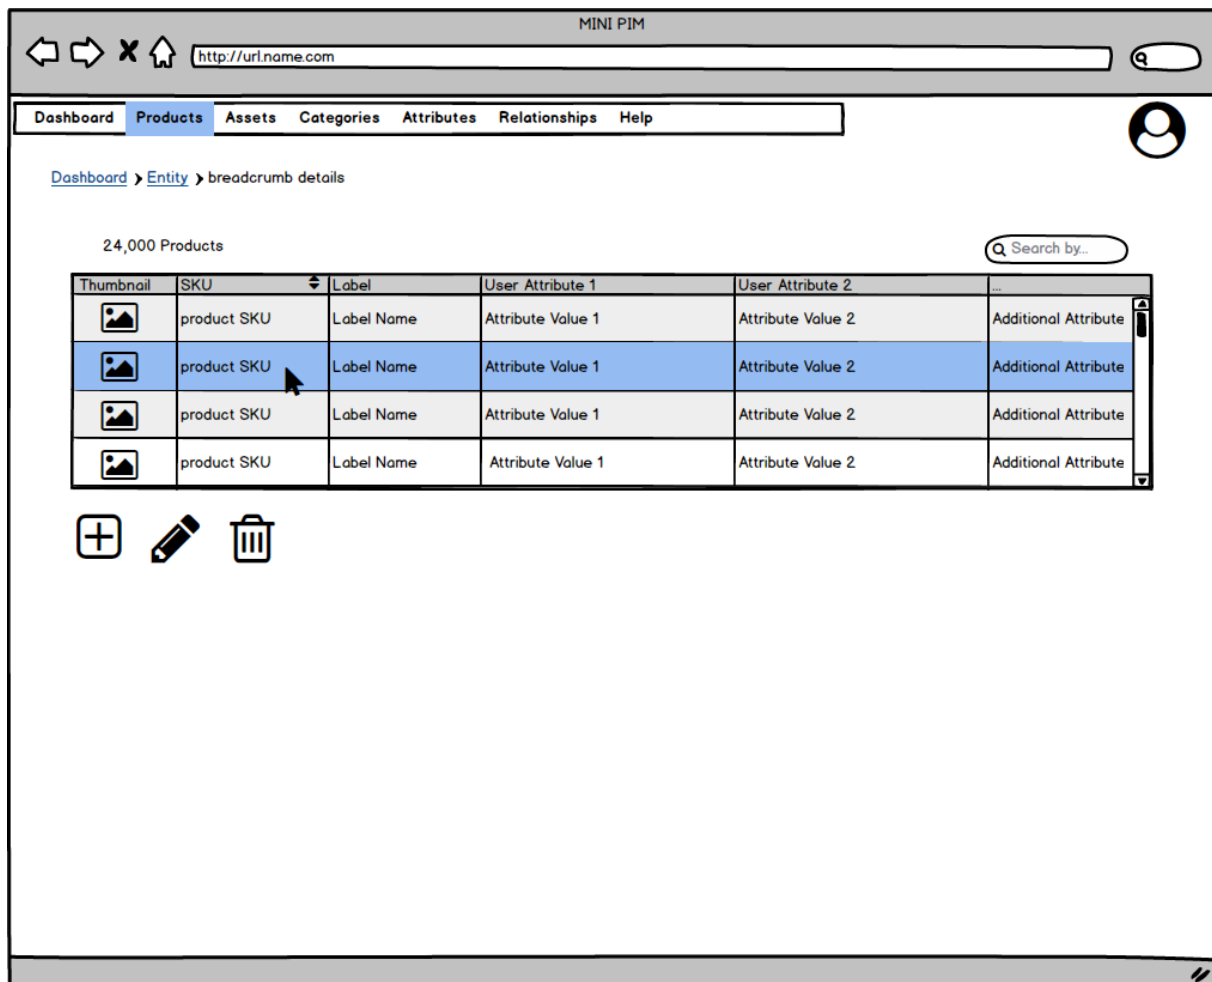 MINI PIM
http://url.name.com
Dashboard Products Assets Categories Attributes Relationships Help
Dashboard Entity breadcrumb details
24,000 Products Search by...
Thumbnail SKU Label User Attribute 1 User Attribute 2 ...
product SKU Label Name Attribute Value 1 Attribute Value 2 Additional Attribute
product SKU Label Name Attribute Value 1 Attribute Value 2 Additional Attribute
product SKU Label Name Attribute Value 1 Attribute Value 2 Additional Attribute
product SKU Label Name Attribute Value 1 Attribute Value 2 Additional Attribute